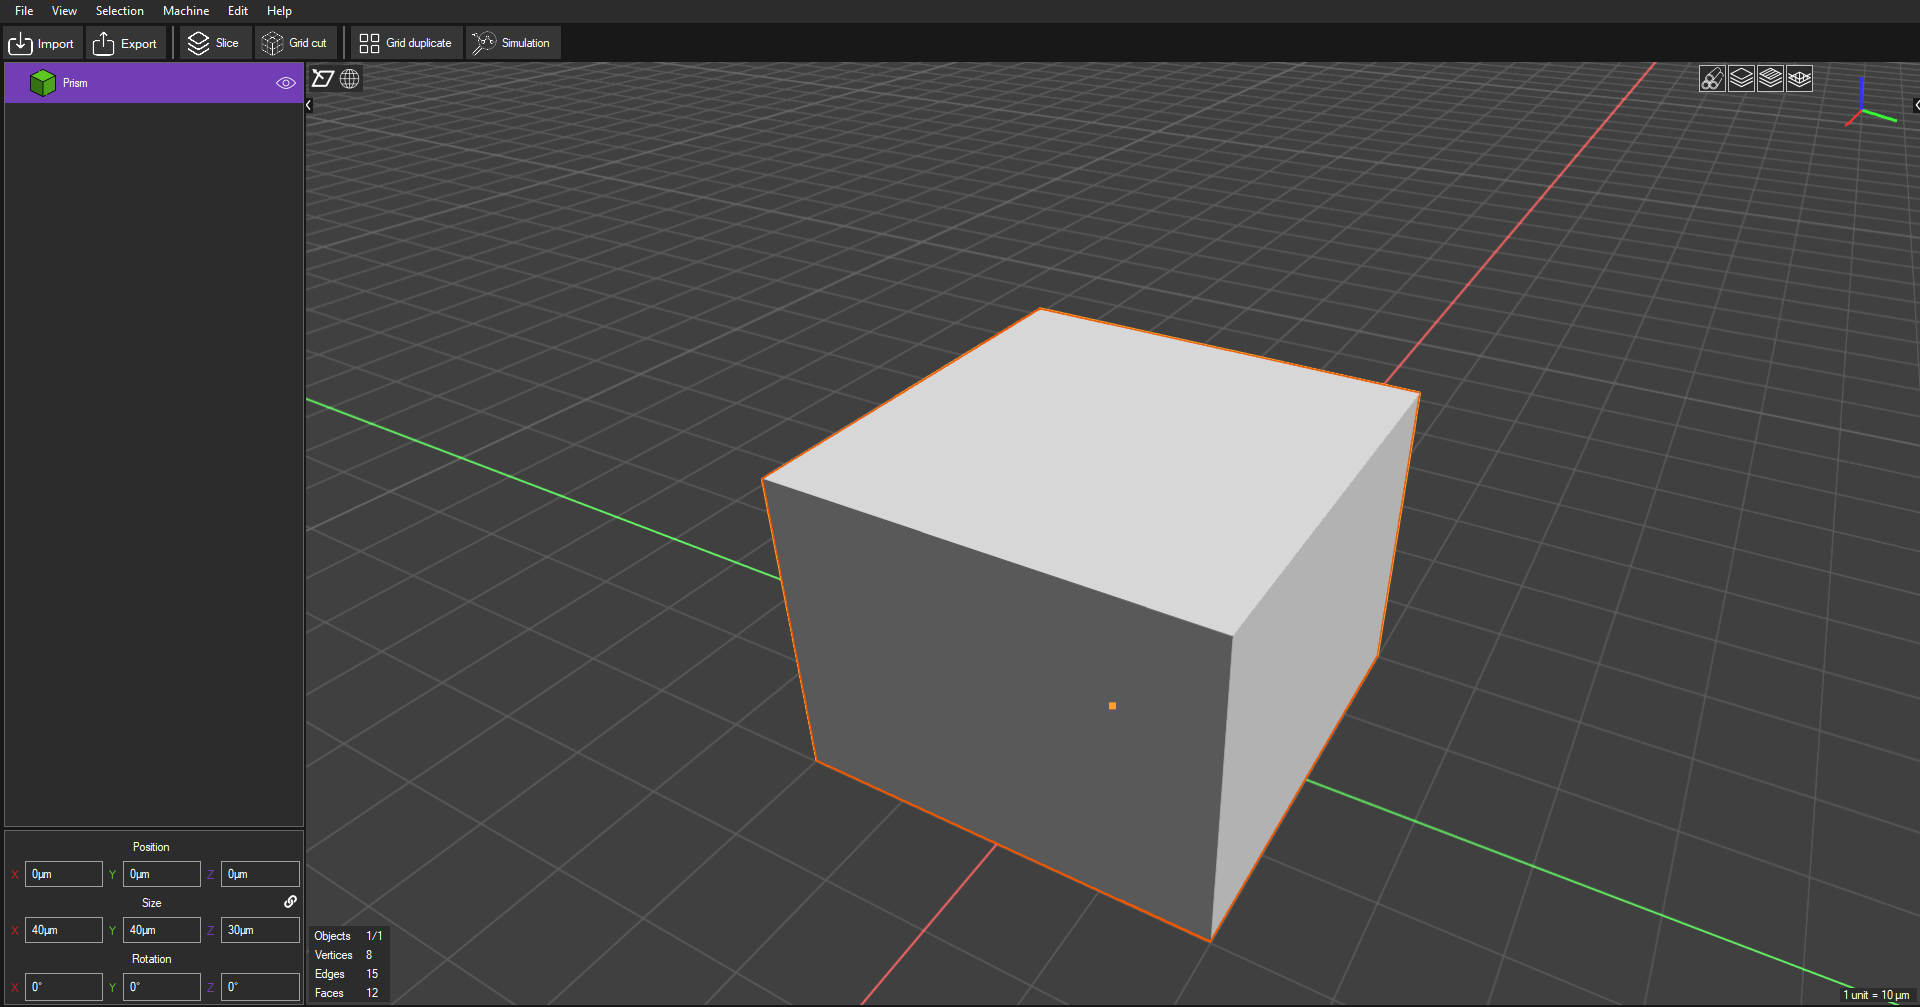 File View Selection Machine Edit Help
Import Export Slice Grid cut Grid duplicate Simulation
Prism
Position
X 0µm Y 0µm Z 0µm
Size
X 40µm Y 40µm Z 30µm
Rotation
X 0° Y 0° Z 0°
Objects 1/1
Vertices 8
Edges 15
Faces 12
1 unit = 10 µm